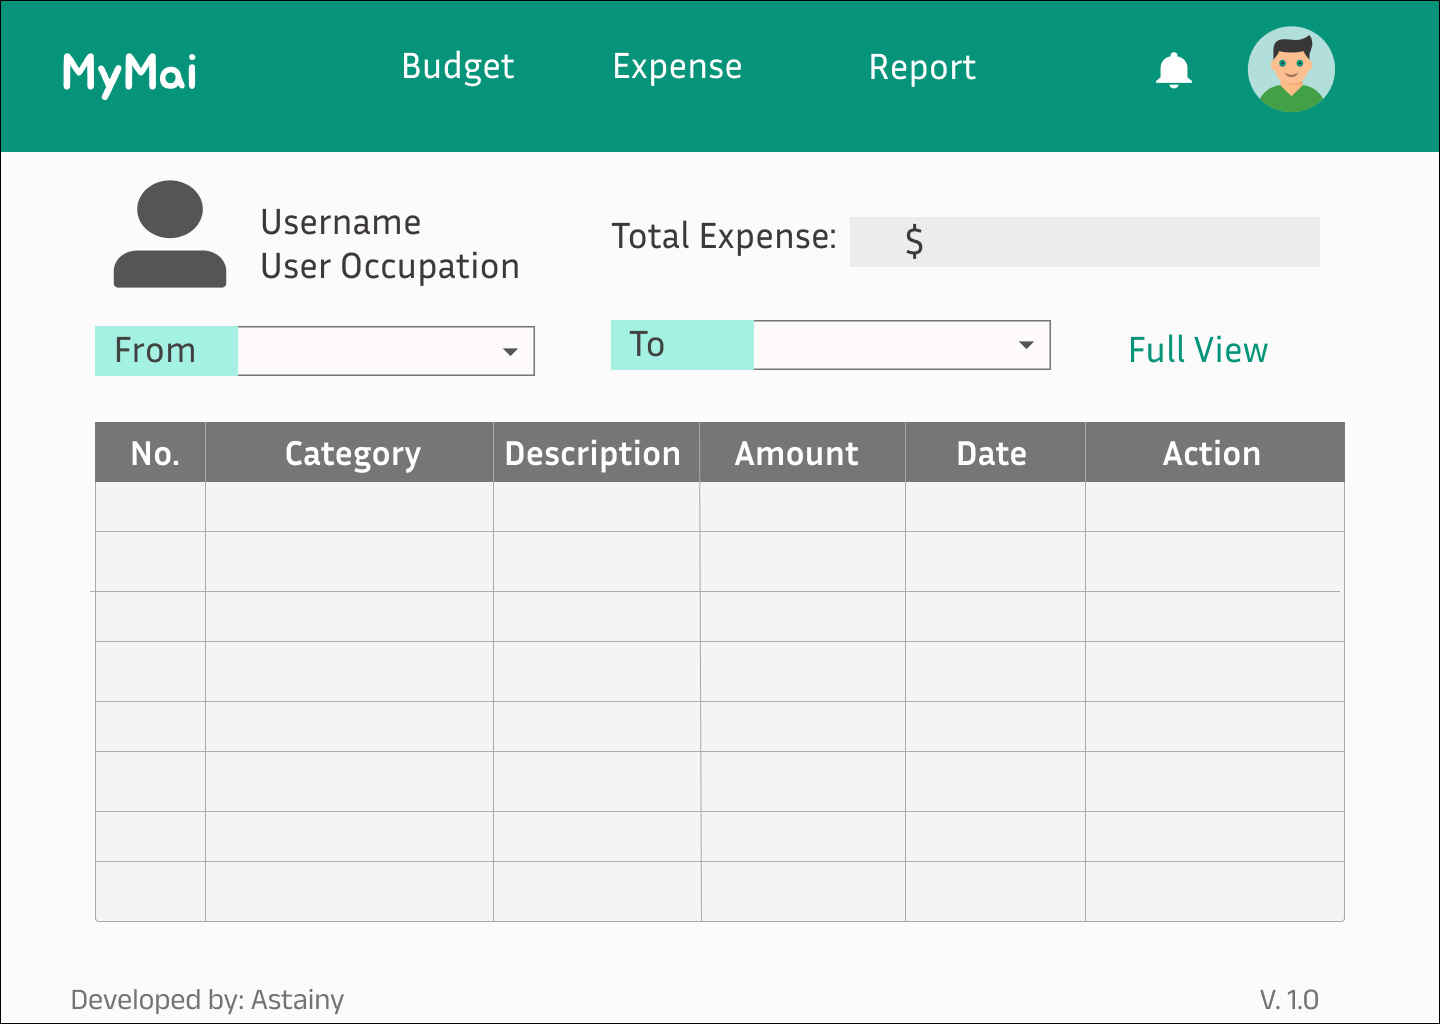 MyMai
Budget
Expense
Report
Username
User Occupation
Total Expense:
$
From
To
Full View
No.
Category
Description
Amount
Date
Action
Developed by: Astainy
V. 1.0